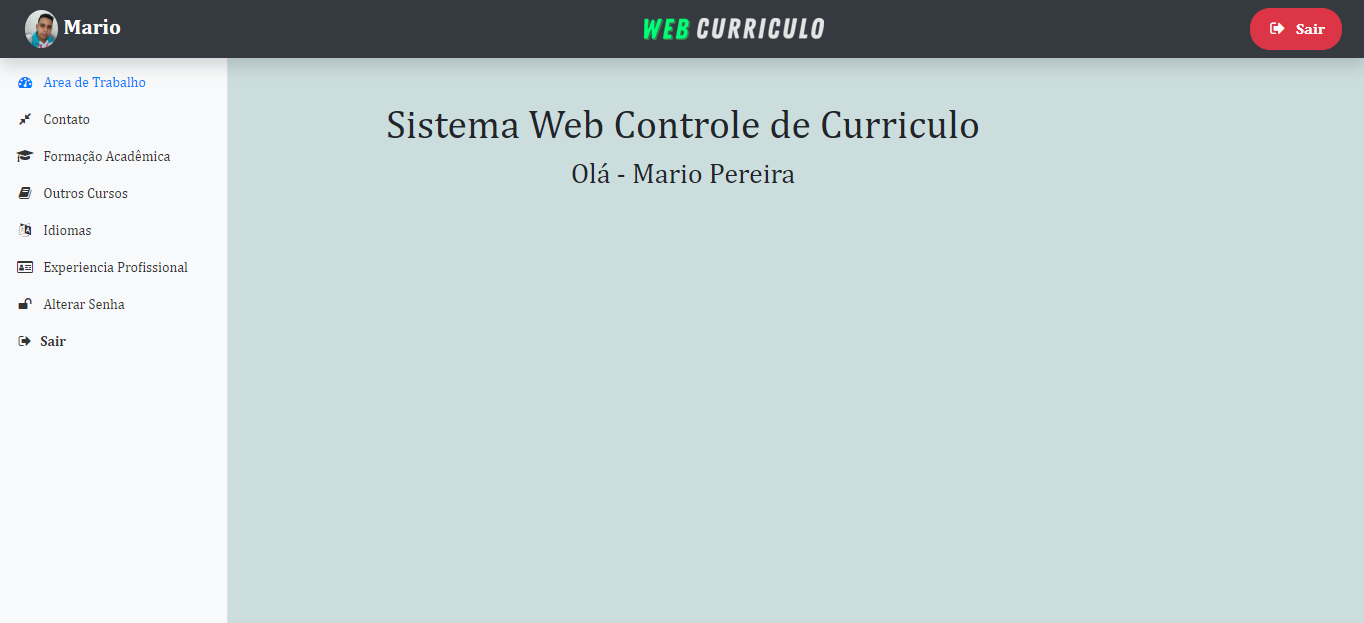 Mario
WEB CURRICULO
Sair
Area de Trabalho
Contato
Formação Acadêmica
Outros Cursos
Idiomas
Experiencia Profissional
Alterar Senha
Sair
Sistema Web Controle de Curriculo
Olá - Mario Pereira